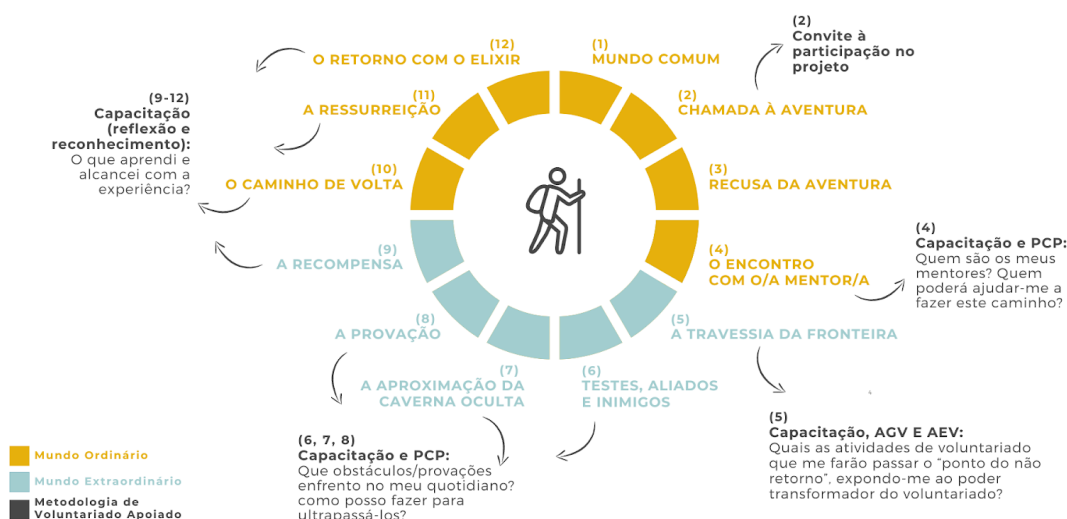 (1)
MUNDO COMUM
(2)
CHAMADA À AVENTURA
(2)
Convite à
participação no
projeto
(3)
RECUSA DA AVENTURA
(4)
O ENCONTRO
COM O/A MENTOR/A
(4)
Capacitação e PCP:
Quem são os meus
mentores? Quem
poderá ajudar-me a
fazer este caminho?
(5)
A TRAVESSIA DA FRONTEIRA
(5)
Capacitação, AGV E AEV:
Quais as atividades de voluntariado
que me farão passar o “ponto do não
retorno”, expondo-me ao poder
transformador do voluntariado?
(6)
TESTES, ALIADOS
E INIMIGOS
(7)
A APROXIMAÇÃO DA
CAVERNA OCULTA
(8)
A PROVAÇÃO
(6, 7, 8)
Capacitação e PCP:
Que obstáculos/provações
enfrento no meu quotidiano?
como posso fazer para
ultrapassá-los?
(9)
A RECOMPENSA
(10)
O CAMINHO DE VOLTA
(11)
A RESSURREIÇÃO
(12)
O RETORNO COM O ELIXIR
(9-12)
Capacitação
(reflexão e
reconhecimento):
O que aprendi e
alcancei com a
experiência?
Mundo Ordinário
Mundo Extraordinário
Metodologia de
Voluntariado Apoiado